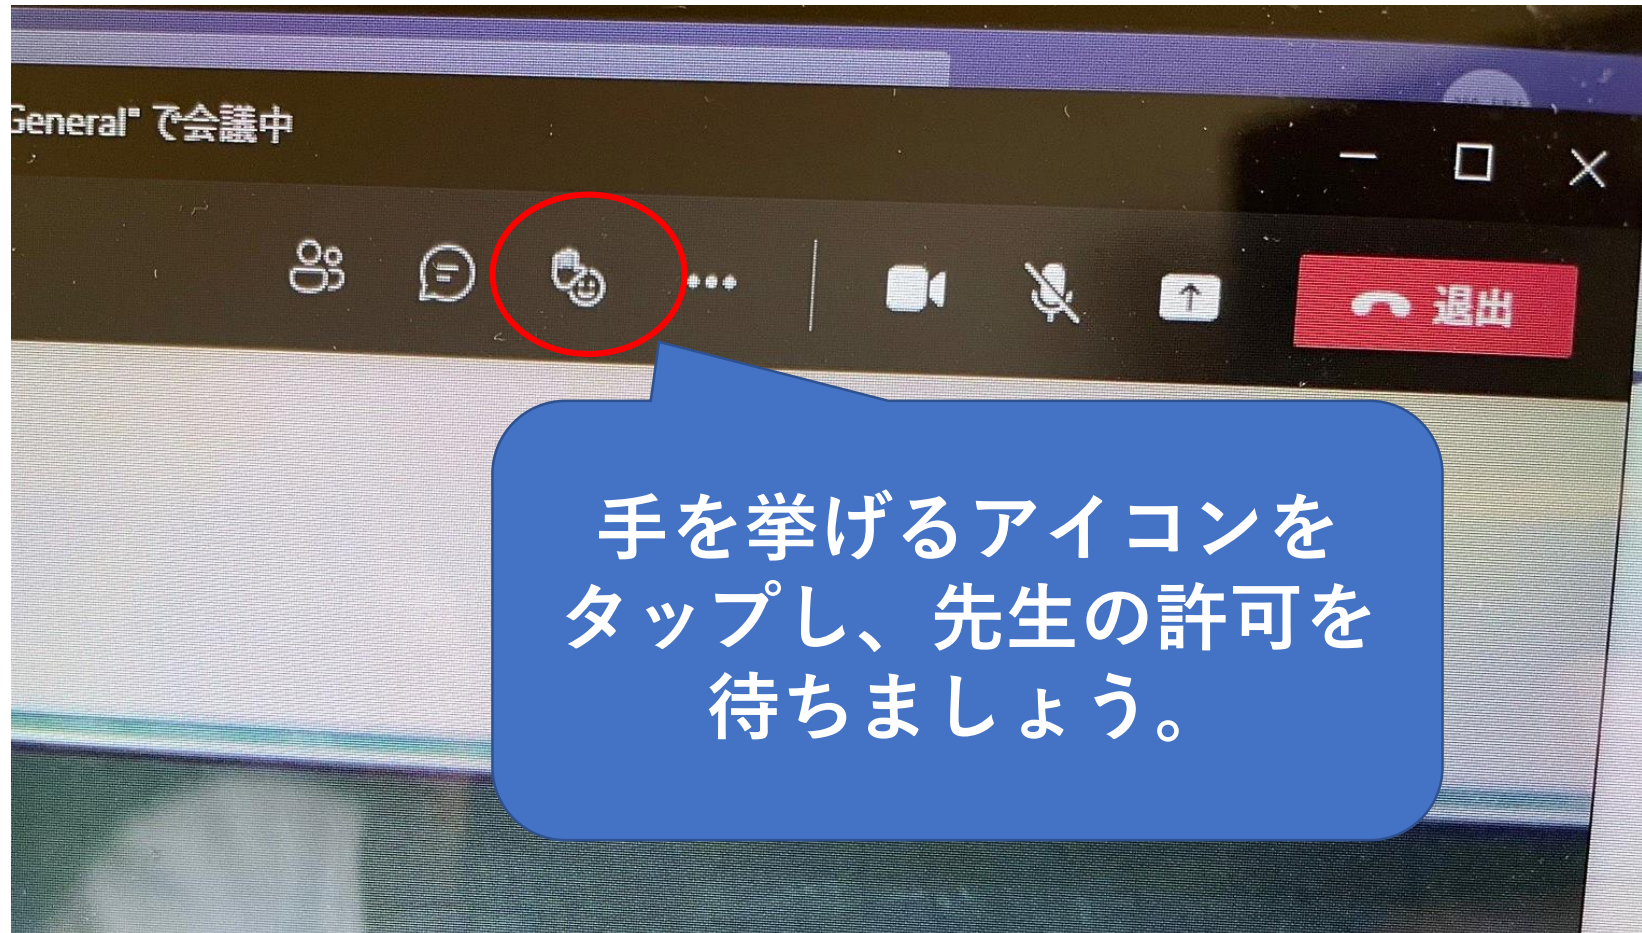 General" で会議中
退出
手を挙げるアイコンを
タップし、先生の許可を
待ちましょう。